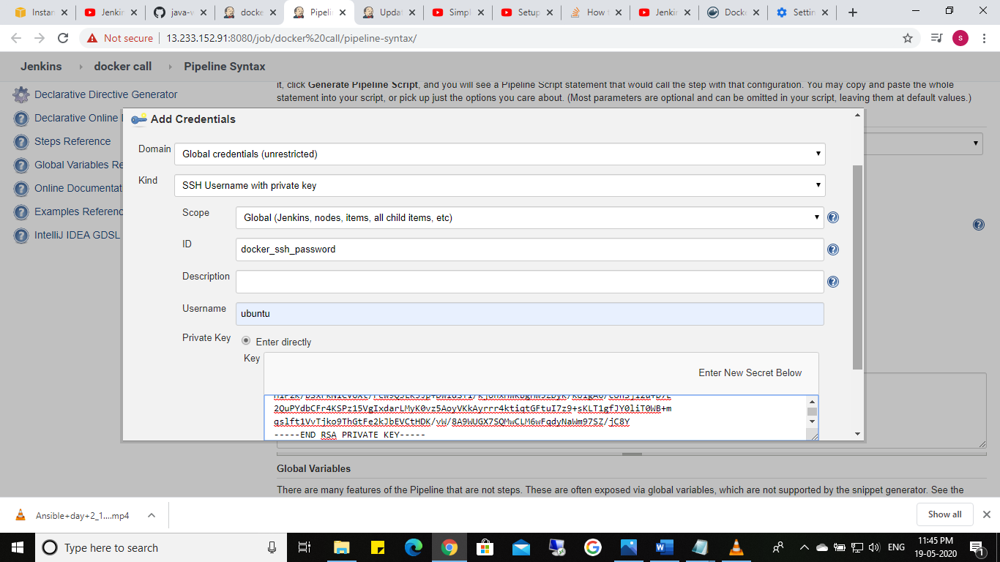 Instan
Jenkin
java-w
docke
Pipelin
Updat
Simpl
Setup
How t
Jenkin
Docke
Settin
Not secure
13.233.152.91:8080/job/docker%20call/pipeline-syntax/
s
Jenkins
docker call
Pipeline Syntax
Declarative Directive Generator
Declarative Online
Steps Reference
Global Variables Re
Online Documentat
Examples Referenc
IntelliJ IDEA GDSL
it, click Generate Pipeline Script, and you will see a Pipeline Script statement that would call the step with that configuration. You may copy and paste the whole
statement into your script, or pick up just the options you care about. (Most parameters are optional and can be omitted in your script, leaving them at default values.)
Add Credentials
Domain
Global credentials (unrestricted)
Kind
SSH Username with private key
Scope
Global (Jenkins, nodes, items, all child items, etc)
ID
docker_ssh_password
Description
Username
ubuntu
Private Key
Enter directly
Key
Enter New Secret Below
2QuPYdbCFr4KSPz15VgIxdarLMyK0vz5AoyVKkAyrrr4ktiqtGFtuI7z9+sKLT1gfJY0liT0WB+m
qslft1VvTjko9ThGtFe2kJbEVCtHDK/vW/8A9WUGX7SQMwCLM6wFqdyNaWm97SZ/jC8Y
-----END RSA PRIVATE KEY-----
Global Variables
There are many features of the Pipeline that are not steps. These are often exposed via global variables, which are not supported by the snippet generator. See the
Ansible+day+2_1....mp4
Show all
Type here to search
ENG
11:45 PM
19-05-2020
1